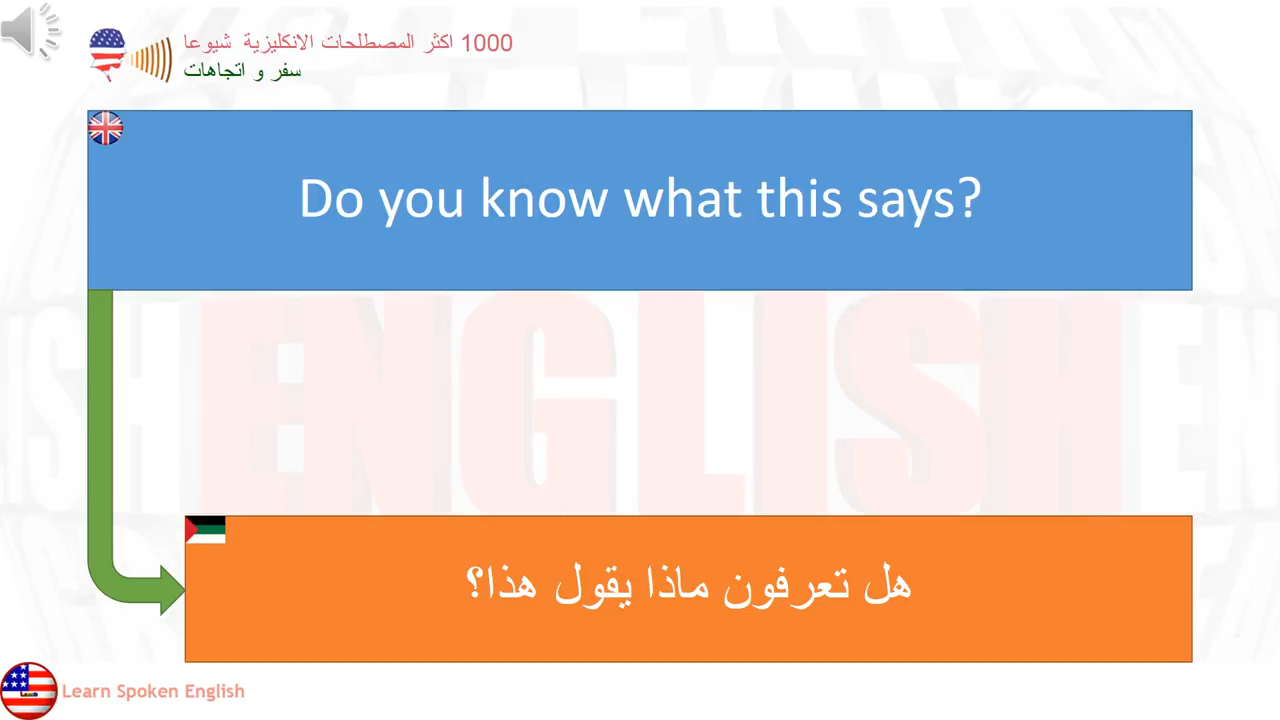 1000 اكثر المصطلحات الانكليزية شيوعا
سفر و اتجاهات
Do you know what this says?
هل تعرفون ماذا يقول هذا؟
Learn Spoken English
ENGLISH